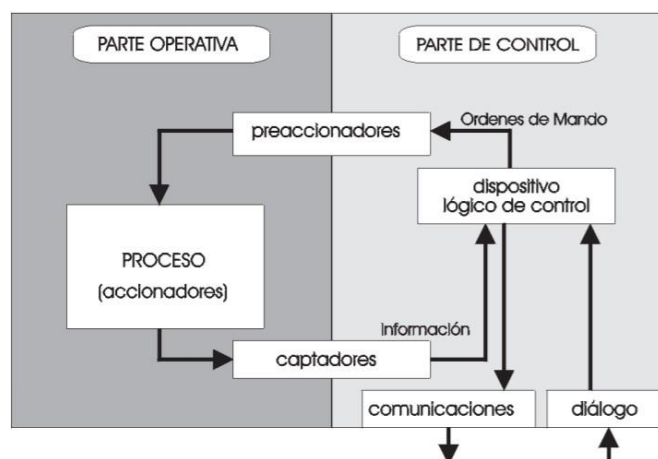 PARTE OPERATIVA
PARTE DE CONTROL
preaccionadores
Ordenes de Mando
dispositivo
lógico de control
PROCESO
(accionadores)
Información
captadores
comunicaciones
diálogo